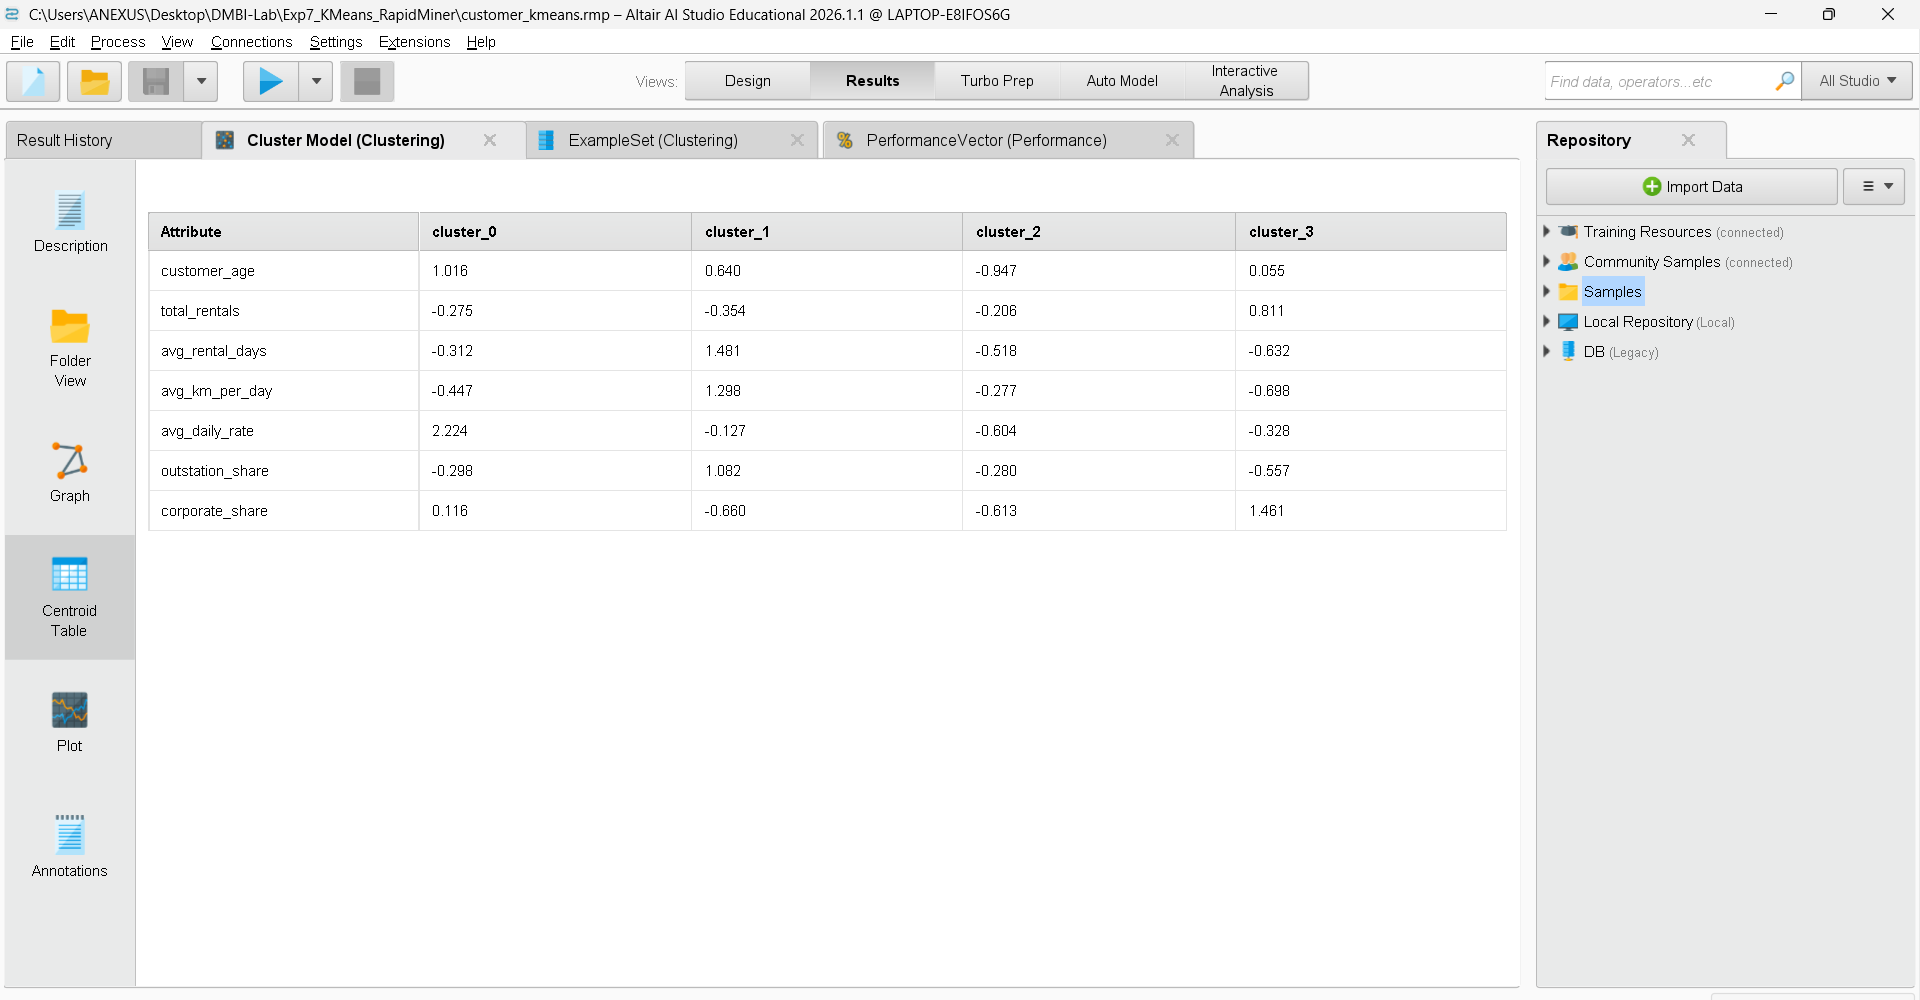 C:\Users\ANEXUS\Desktop\DMBI-Lab\Exp7_KMeans_RapidMiner\customer_kmeans.rmp – Altair AI Studio Educational 2026.1.1 @ LAPTOP-E8IFOS6G
File Edit Process View Connections Settings Extensions Help
Views: Design Results Turbo Prep Auto Model Interactive Analysis
Find data, operators...etc All Studio
Result History Cluster Model (Clustering) ExampleSet (Clustering) PerformanceVector (Performance)
Description
Folder View
Graph
Centroid Table
Plot
Annotations
Attribute cluster_0 cluster_1 cluster_2 cluster_3
customer_age 1.016 0.640 -0.947 0.055
total_rentals -0.275 -0.354 -0.206 0.811
avg_rental_days -0.312 1.481 -0.518 -0.632
avg_km_per_day -0.447 1.298 -0.277 -0.698
avg_daily_rate 2.224 -0.127 -0.604 -0.328
outstation_share -0.298 1.082 -0.280 -0.557
corporate_share 0.116 -0.660 -0.613 1.461
Repository
Import Data
Training Resources (connected)
Community Samples (connected)
Samples
Local Repository (Local)
DB (Legacy)